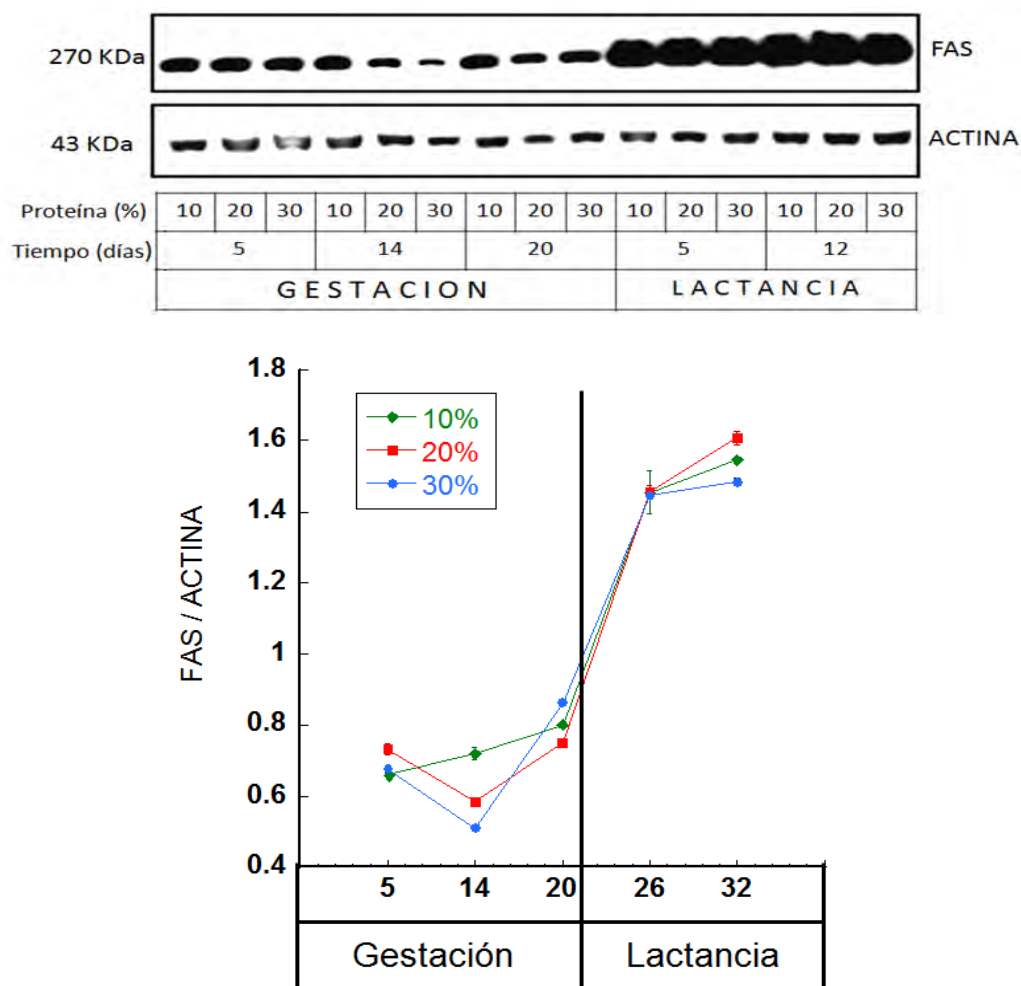 270 KDa
FAS
43 KDa
ACTINA
Proteína (%) 10 20 30 10 20 30 10 20 30 10 20 30 10 20 30
Tiempo (días) 5 14 20 5 12
GESTACION LACTANCIA
1.8
1.6
1.4
1.2
1
0.8
0.6
0.4
FAS / ACTINA
10%
20%
30%
5 14 20 26 32
Gestación Lactancia